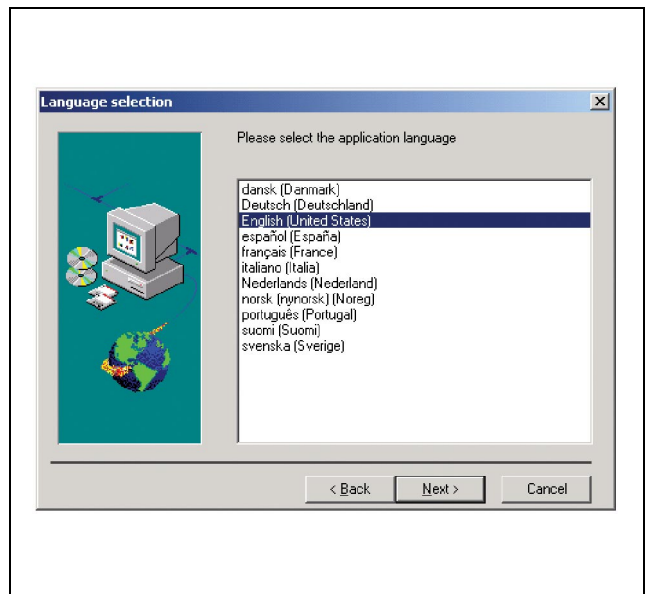 Language selection
Please select the application language
dansk (Danmark)
Deutsch (Deutschland)
English (United States)
español (España)
français (France)
italiano (Italia)
Nederlands (Nederland)
norsk (nynorsk) (Noreg)
português (Portugal)
suomi (Suomi)
svenska (Sverige)
< Back Next > Cancel